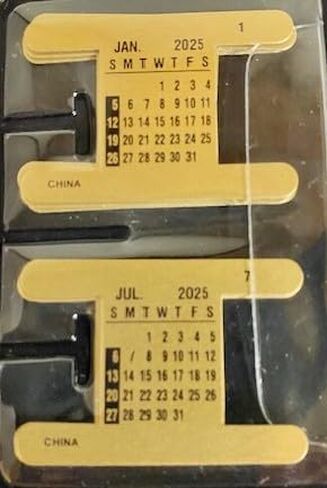 1
JAN. 2025
S M T W T F S
1 2 3 4
5 6 7 8 9 10 11
12 13 14 15 16 17 18
19 20 21 22 23 24 25
26 27 28 29 30 31
CHINA
7
JUL. 2025
S M T W T F S
1 2 3 4 5
6 7 8 9 10 11 12
13 14 15 16 17 18 19
20 21 22 23 24 25 26
27 28 29 30 31
CHINA